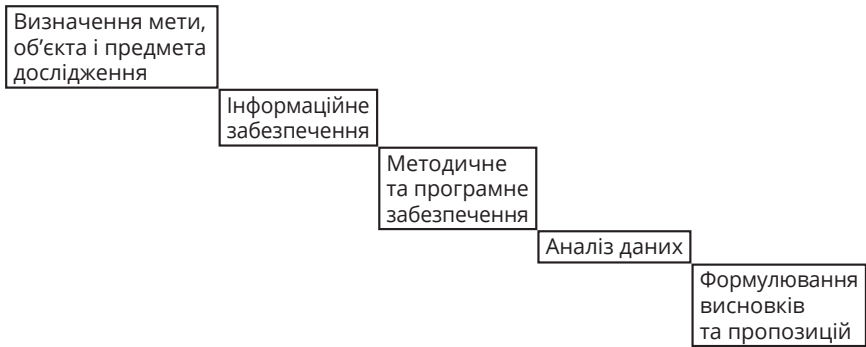 Визначення мети,
об’єкта і предмета
дослідження
Інформаційне
забезпечення
Методичне
та програмне
забезпечення
Аналіз даних
Формулювання
висновків
та пропозицій